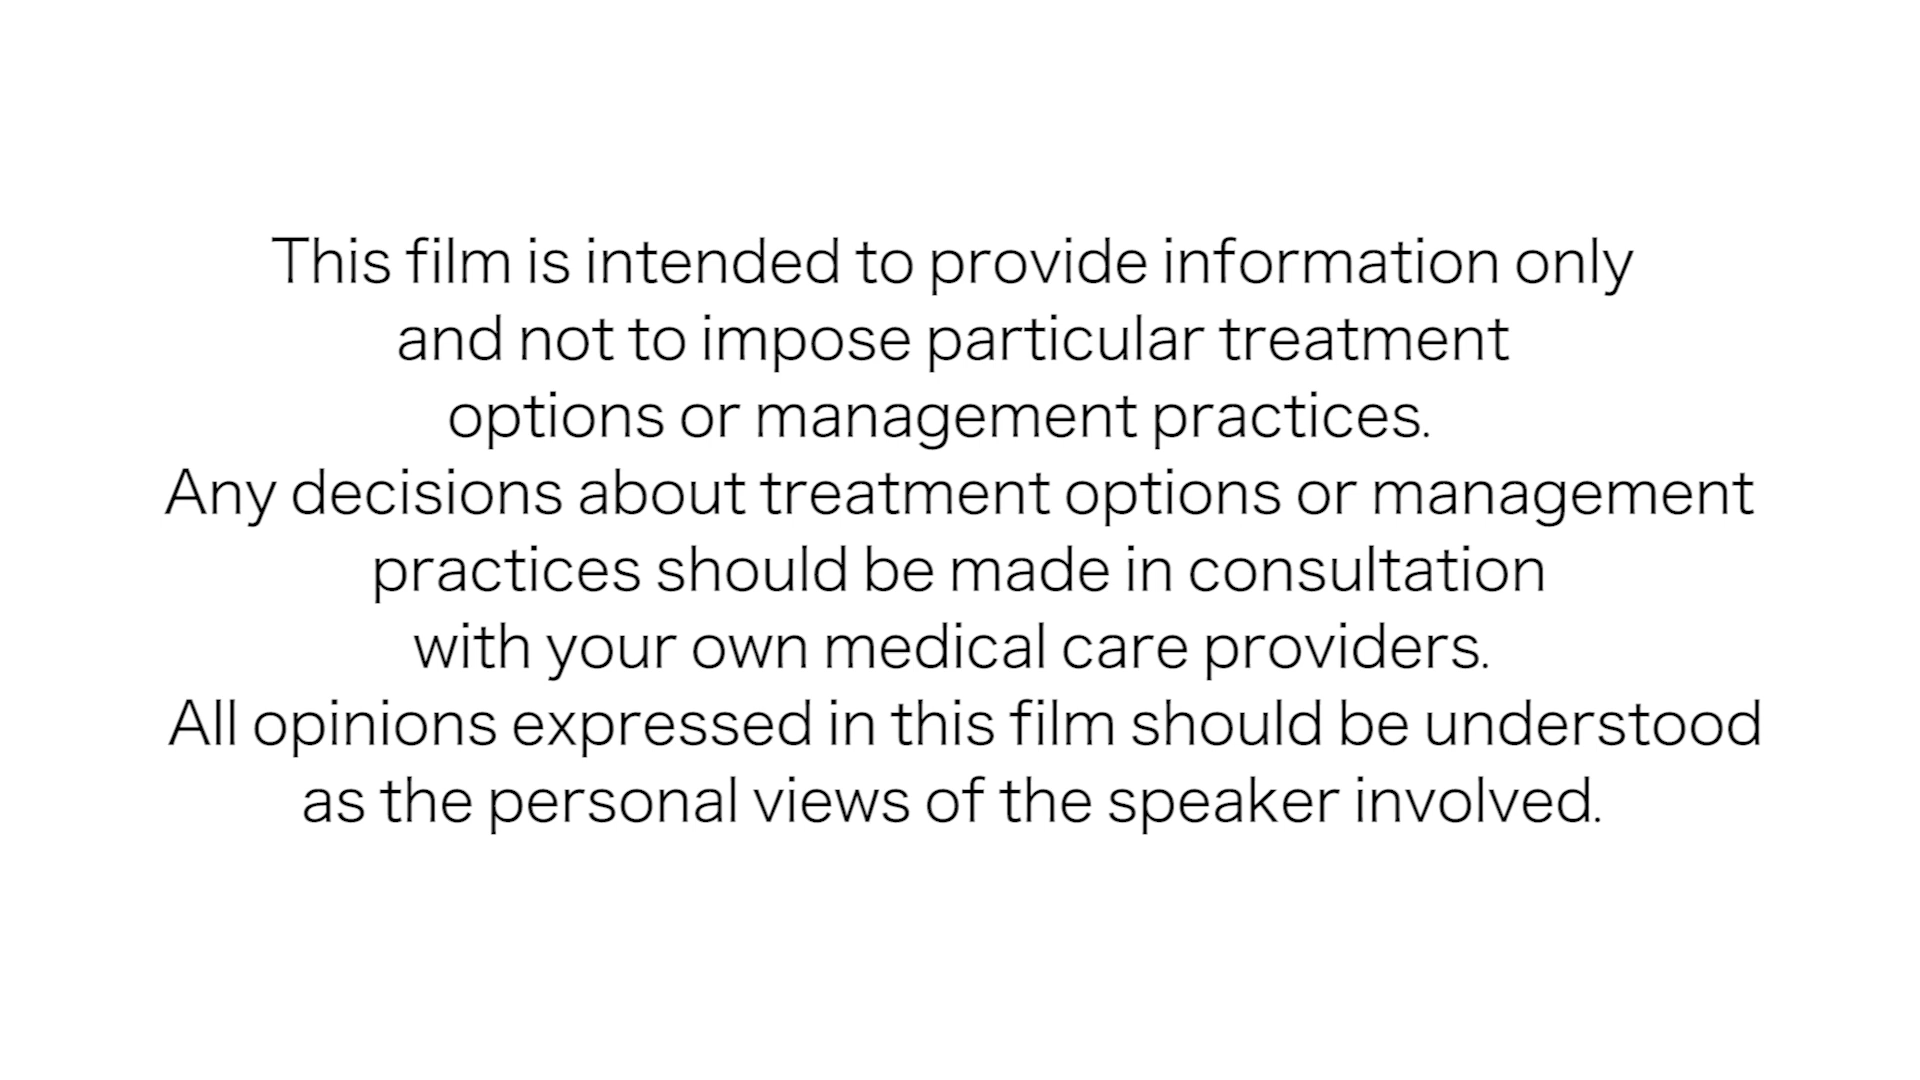 This film is intended to provide information only
and not to impose particular treatment
options or management practices.
Any decisions about treatment options or management
practices should be made in consultation
with your own medical care providers.
All opinions expressed in this film should be understood
as the personal views of the speaker involved.